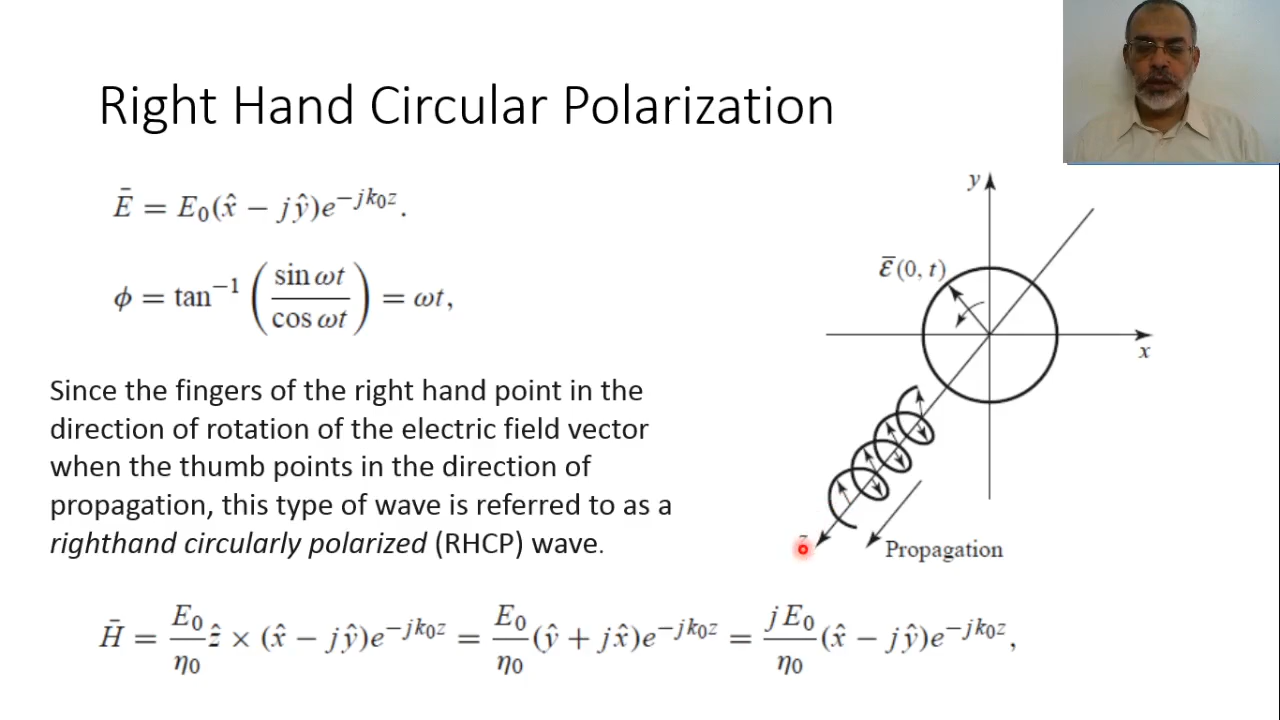 Right Hand Circular Polarization
Ē = E₀(x̂ − jŷ)e^{−jk₀z}.
ϕ = tan⁻¹ (sin ωt / cos ωt) = ωt,
Since the fingers of the right hand point in the
direction of rotation of the electric field vector
when the thumb points in the direction of
propagation, this type of wave is referred to as a
righthand circularly polarized (RHCP) wave.
y
ℰ̄(0, t)
x
Propagation
H̄ = E₀/η₀ ẑ × (x̂ − jŷ)e^{−jk₀z} = E₀/η₀ (ŷ + jx̂)e^{−jk₀z} = jE₀/η₀ (x̂ − jŷ)e^{−jk₀z},